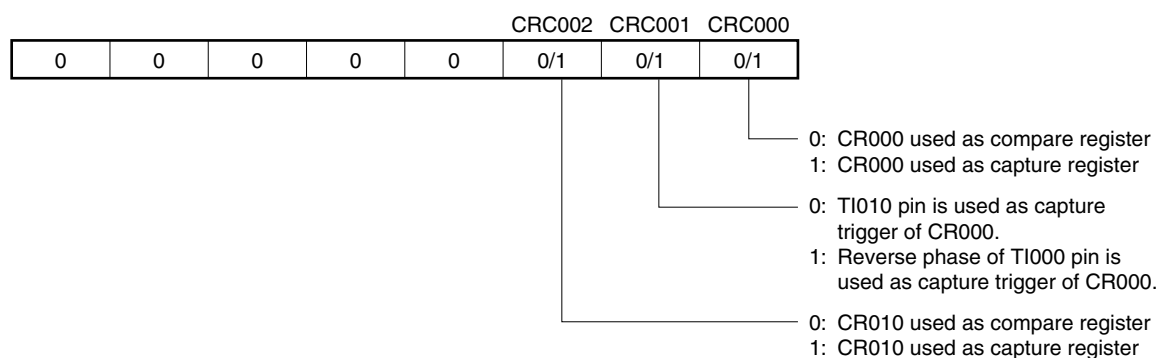 CRC002 CRC001 CRC000
0 0 0 0 0 0/1 0/1 0/1
0: CR000 used as compare register
1: CR000 used as capture register
0: TI010 pin is used as capture
trigger of CR000.
1: Reverse phase of TI000 pin is
used as capture trigger of CR000.
0: CR010 used as compare register
1: CR010 used as capture register